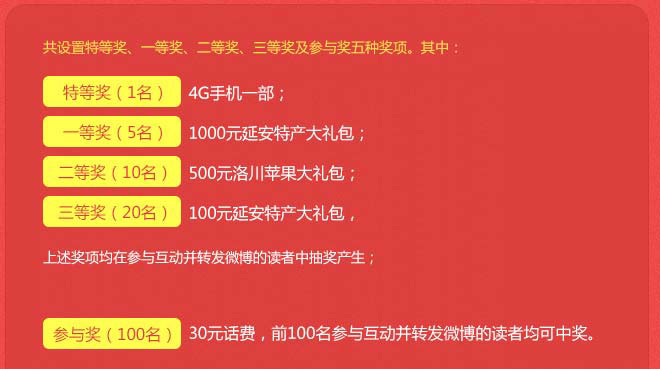 共设置特等奖、一等奖、二等奖、三等奖及参与奖五种奖项。其中：
特等奖（1名） 4G手机一部；
一等奖（5名） 1000元延安特产大礼包；
二等奖（10名） 500元洛川苹果大礼包；
三等奖（20名） 100元延安特产大礼包，
上述奖项均在参与互动并转发微博的读者中抽奖产生；
参与奖（100名） 30元话费，前100名参与互动并转发微博的读者均可中奖。